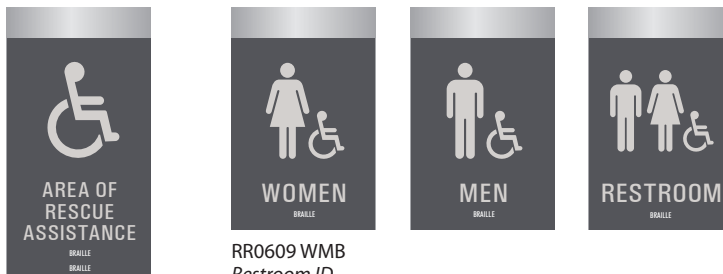 AREA OF
RESCUE
ASSISTANCE
BRAILLE
BRAILLE
WOMEN
BRAILLE
MEN
BRAILLE
RESTROOM
BRAILLE
RR0609 WMB
Restroom ID